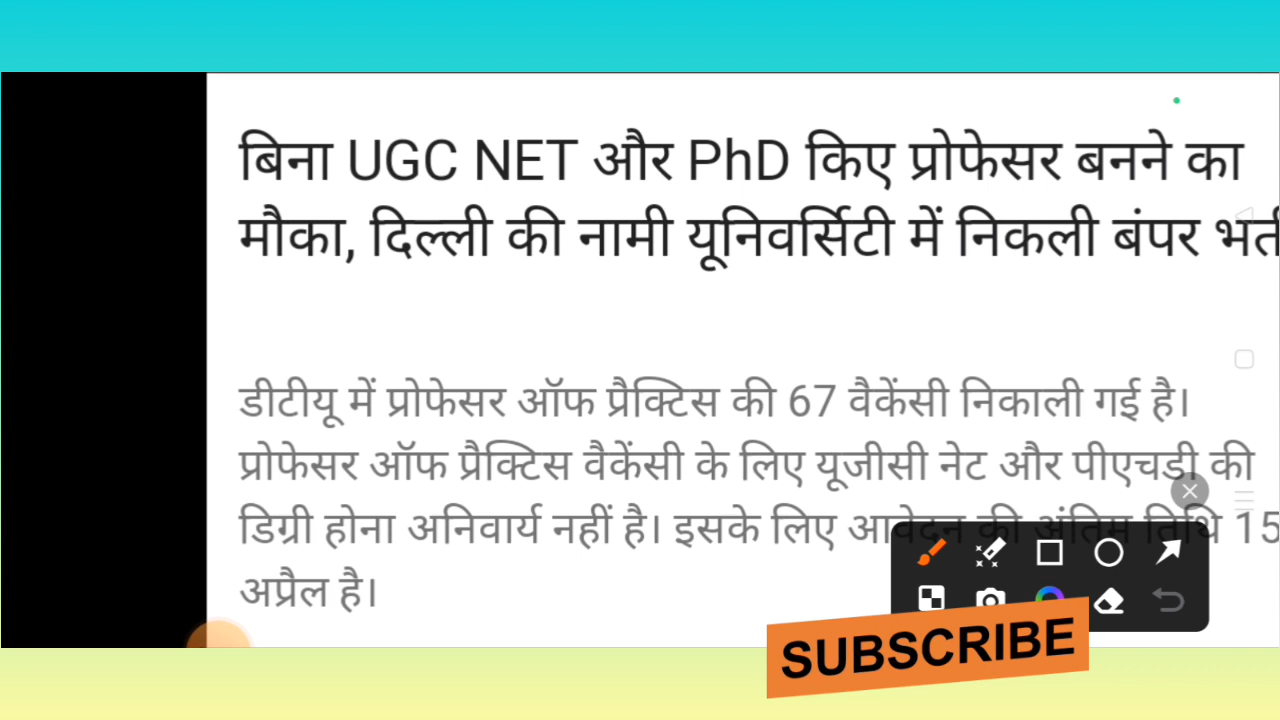 बिना UGC NET और PhD किए प्रोफेसर बनने का
मौका, दिल्ली की नामी यूनिवर्सिटी में निकली बंपर
डीटीयू में प्रोफेसर ऑफ प्रैक्टिस की 67 वैकेंसी निकाली गई है।
प्रोफेसर ऑफ प्रैक्टिस वैकेंसी के लिए यूजीसी नेट और पीएचडी की
डिग्री होना अनिवार्य नहीं है। इसके लिए आवेदन की अंतिम तिथि 15
अप्रैल है।
SUBSCRIBE